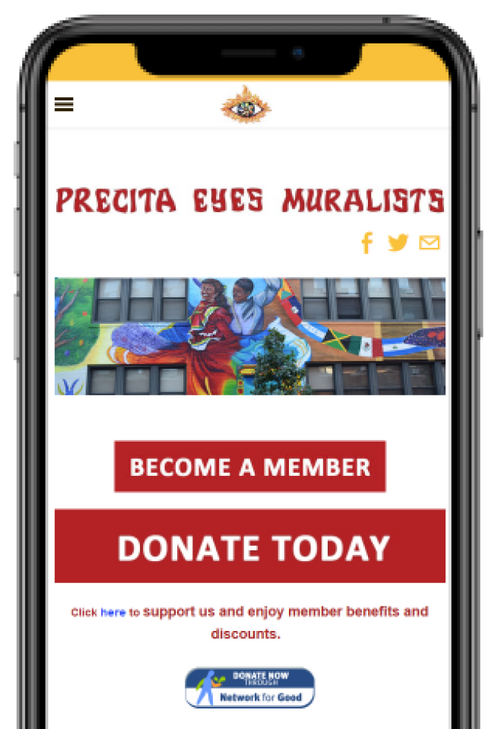 PRECITA EYES MURALISTS
BECOME A MEMBER
DONATE TODAY
Click here to support us and enjoy member benefits and
discounts.
DONATE NOW
THROUGH
Network for Good